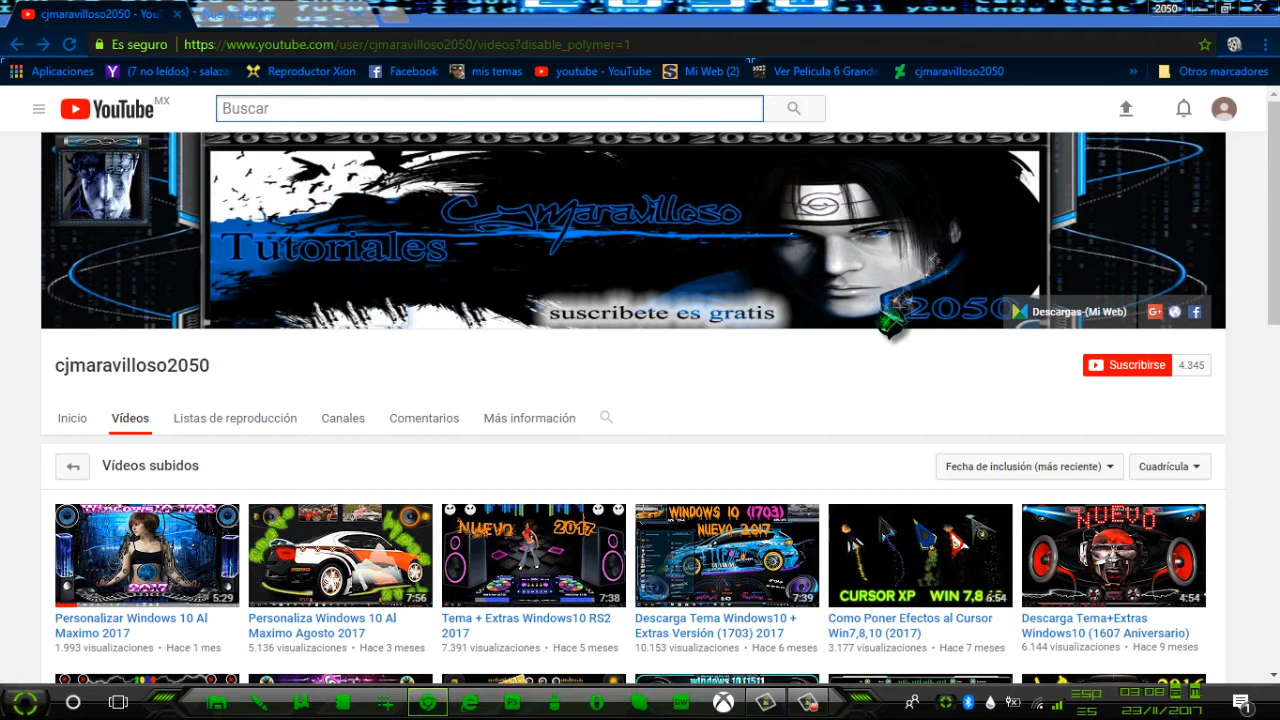 cjmaravilloso2050 - You
2050
Es seguro
https://www.youtube.com/user/cjmaravilloso2050/videos?disable_polymer=1
Aplicaciones
(7 no leídos) - salaza
Reproductor Xion
Facebook
mis temas
youtube - YouTube
Mi Web (2)
Ver Pelicula 6 Grande
cjmaravilloso2050
»
Otros marcadores
YouTube MX
Buscar
Cjmaravilloso
Tutoriales
suscribete es gratis
2050
Descargas-(Mi Web)
cjmaravilloso2050
Suscribirse
4.345
Inicio
Vídeos
Listas de reproducción
Canales
Comentarios
Más información
Vídeos subidos
Fecha de inclusión (más reciente)
Cuadrícula
WINDOWS 10 1703
2017
5:29
7:56
NUEVO 2017
7:38
WINDOWS 10 (1703)
NUEVO 2017
7:39
CURSOR XP WIN 7,8
6:54
NUEVO
4:54
Personalizar Windows 10 Al
Maximo 2017
1.993 visualizaciones • Hace 1 mes
Personaliza Windows 10 Al
Maximo Agosto 2017
5.136 visualizaciones • Hace 3 meses
Tema + Extras Windows10 RS2
2017
7.391 visualizaciones • Hace 5 meses
Descarga Tema Windows10 +
Extras Versión (1703) 2017
10.153 visualizaciones • Hace 6 meses
Como Poner Efectos al Cursor
Win7,8,10 (2017)
3.177 visualizaciones • Hace 7 meses
Descarga Tema+Extras
Windows10 (1607 Aniversario)
6.144 visualizaciones • Hace 9 meses
ESP
ES
03:08
23/11/2017
1